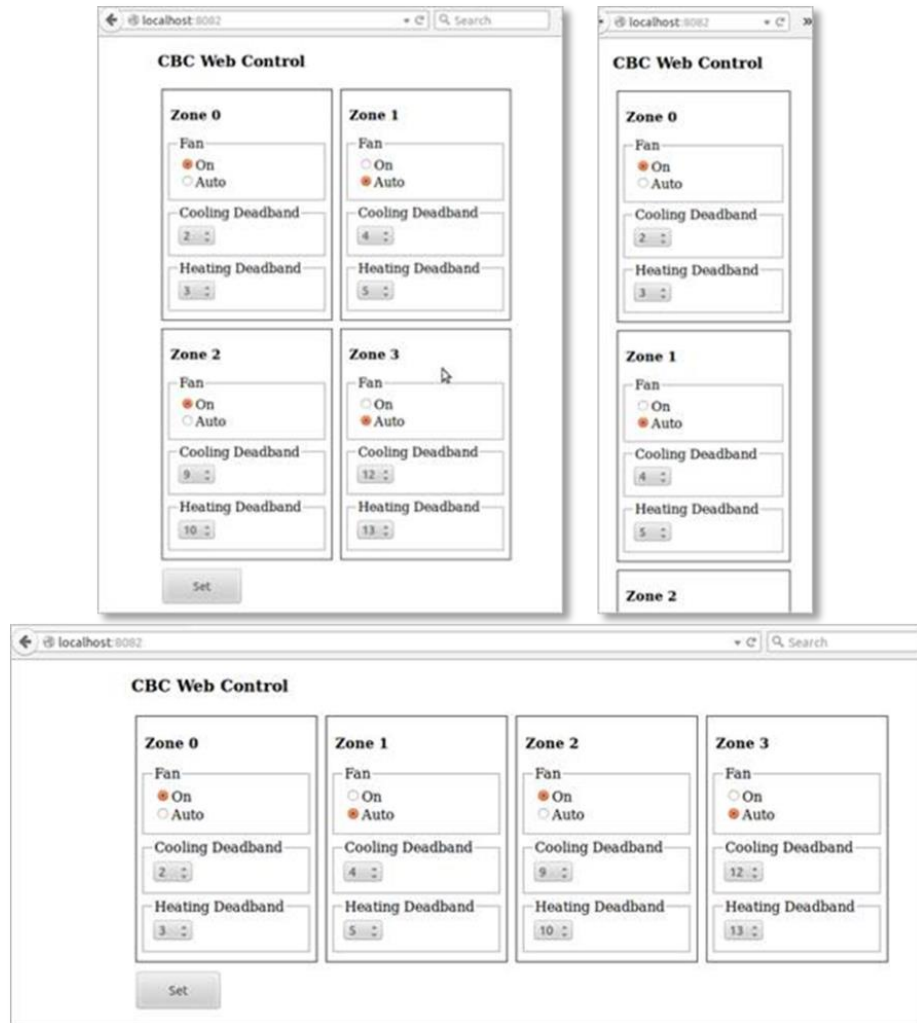 localhost:8082 Search
CBC Web Control
Zone 0 Zone 1
Fan Fan
On On
Auto Auto
Cooling Deadband Cooling Deadband
2 4
Heating Deadband Heating Deadband
3 5
Zone 2 Zone 3
Fan Fan
On On
Auto Auto
Cooling Deadband Cooling Deadband
9 12
Heating Deadband Heating Deadband
10 13
Set
localhost:8082
CBC Web Control
Zone 0
Fan
On
Auto
Cooling Deadband
2
Heating Deadband
3
Zone 1
Fan
On
Auto
Cooling Deadband
4
Heating Deadband
5
Zone 2
localhost:8082 Search
CBC Web Control
Zone 0 Zone 1 Zone 2 Zone 3
Fan Fan Fan Fan
On On On On
Auto Auto Auto Auto
Cooling Deadband Cooling Deadband Cooling Deadband Cooling Deadband
2 4 9 12
Heating Deadband Heating Deadband Heating Deadband Heating Deadband
3 5 10 13
Set